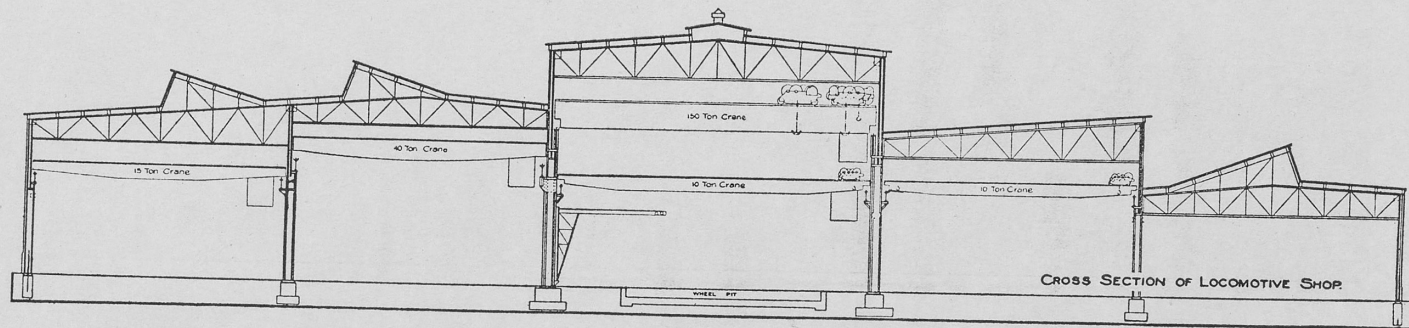 150 Ton Crane
40 Ton Crane
15 Ton Crane
10 Ton Crane
10 Ton Crane
CROSS SECTION OF LOCOMOTIVE SHOP.
WHEEL PIT